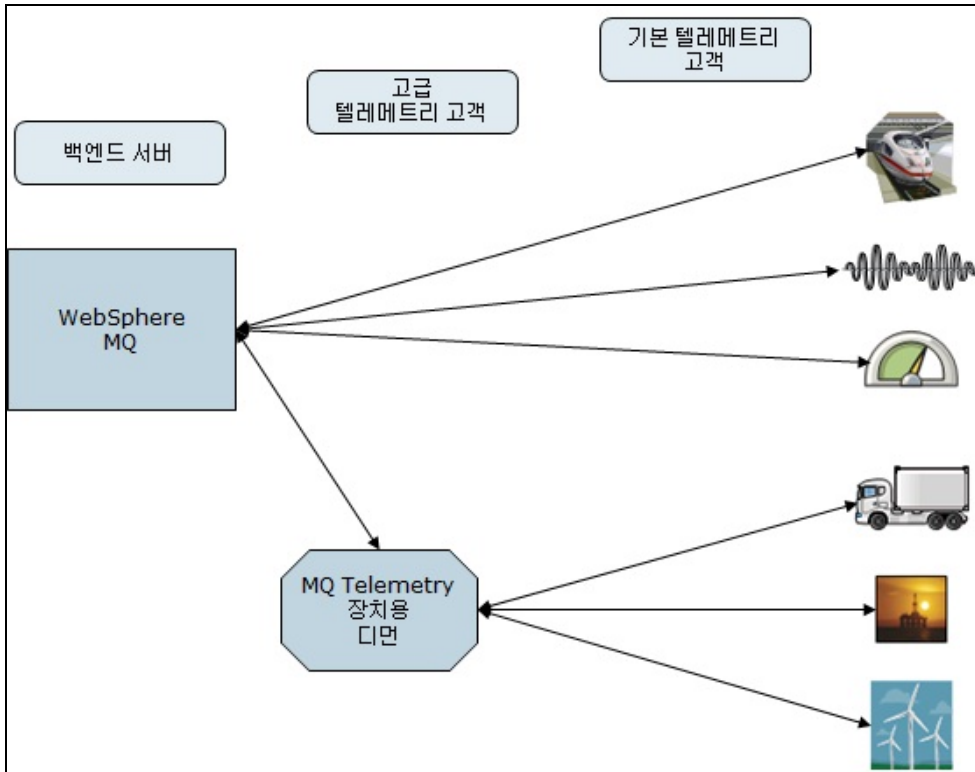 기본 텔레메트리
고객
고급
텔레메트리 고객
백엔드 서버
WebSphere
MQ
MQ Telemetry
장치용
디먼